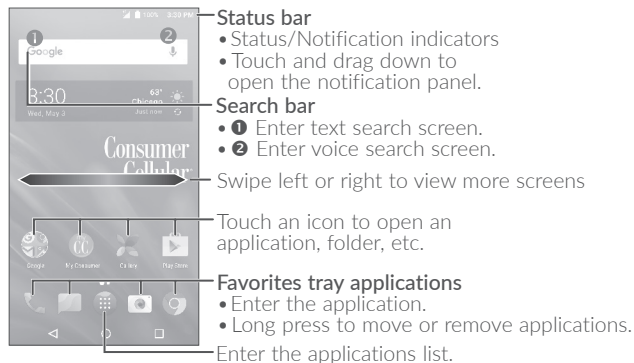 100% 3:30 PM
Status bar
• Status/Notification indicators
• Touch and drag down to
open the notification panel.
❶ ❷
Google
Search bar
• ❶ Enter text search screen.
• ❷ Enter voice search screen.
8:30
Wed, May 3
63°
Chicago
Just now
Consumer
Cellular
Swipe left or right to view more screens
Touch an icon to open an
application, folder, etc.
CC
Google My Consumer Gallery Play Store
Favorites tray applications
• Enter the application.
• Long press to move or remove applications.
Enter the applications list.